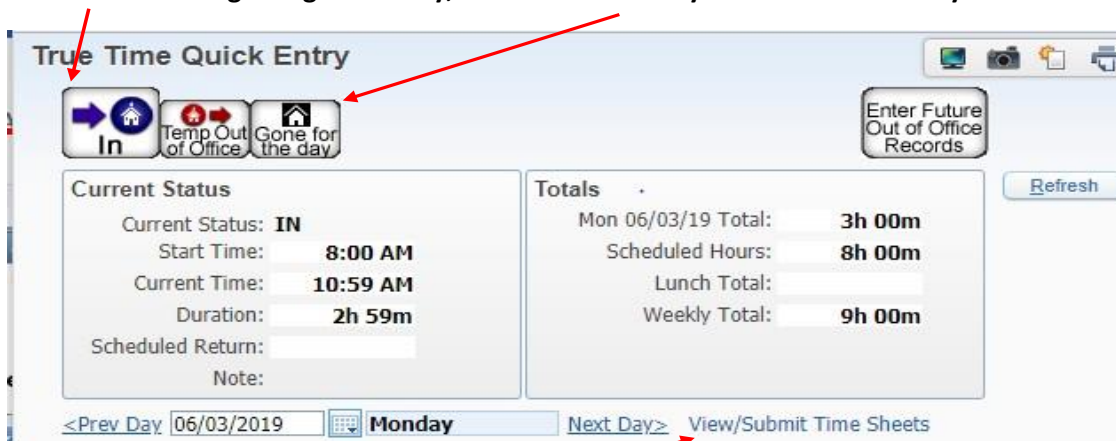 True Time Quick Entry
In
Temp Out of Office
Gone for the day
Enter Future Out of Office Records
Current Status
Current Status: IN
Start Time: 8:00 AM
Current Time: 10:59 AM
Duration: 2h 59m
Scheduled Return:
Note:
Totals
Mon 06/03/19 Total: 3h 00m
Scheduled Hours: 8h 00m
Lunch Total:
Weekly Total: 9h 00m
Refresh
<Prev Day 06/03/2019 Monday Next Day> View/Submit Time Sheets